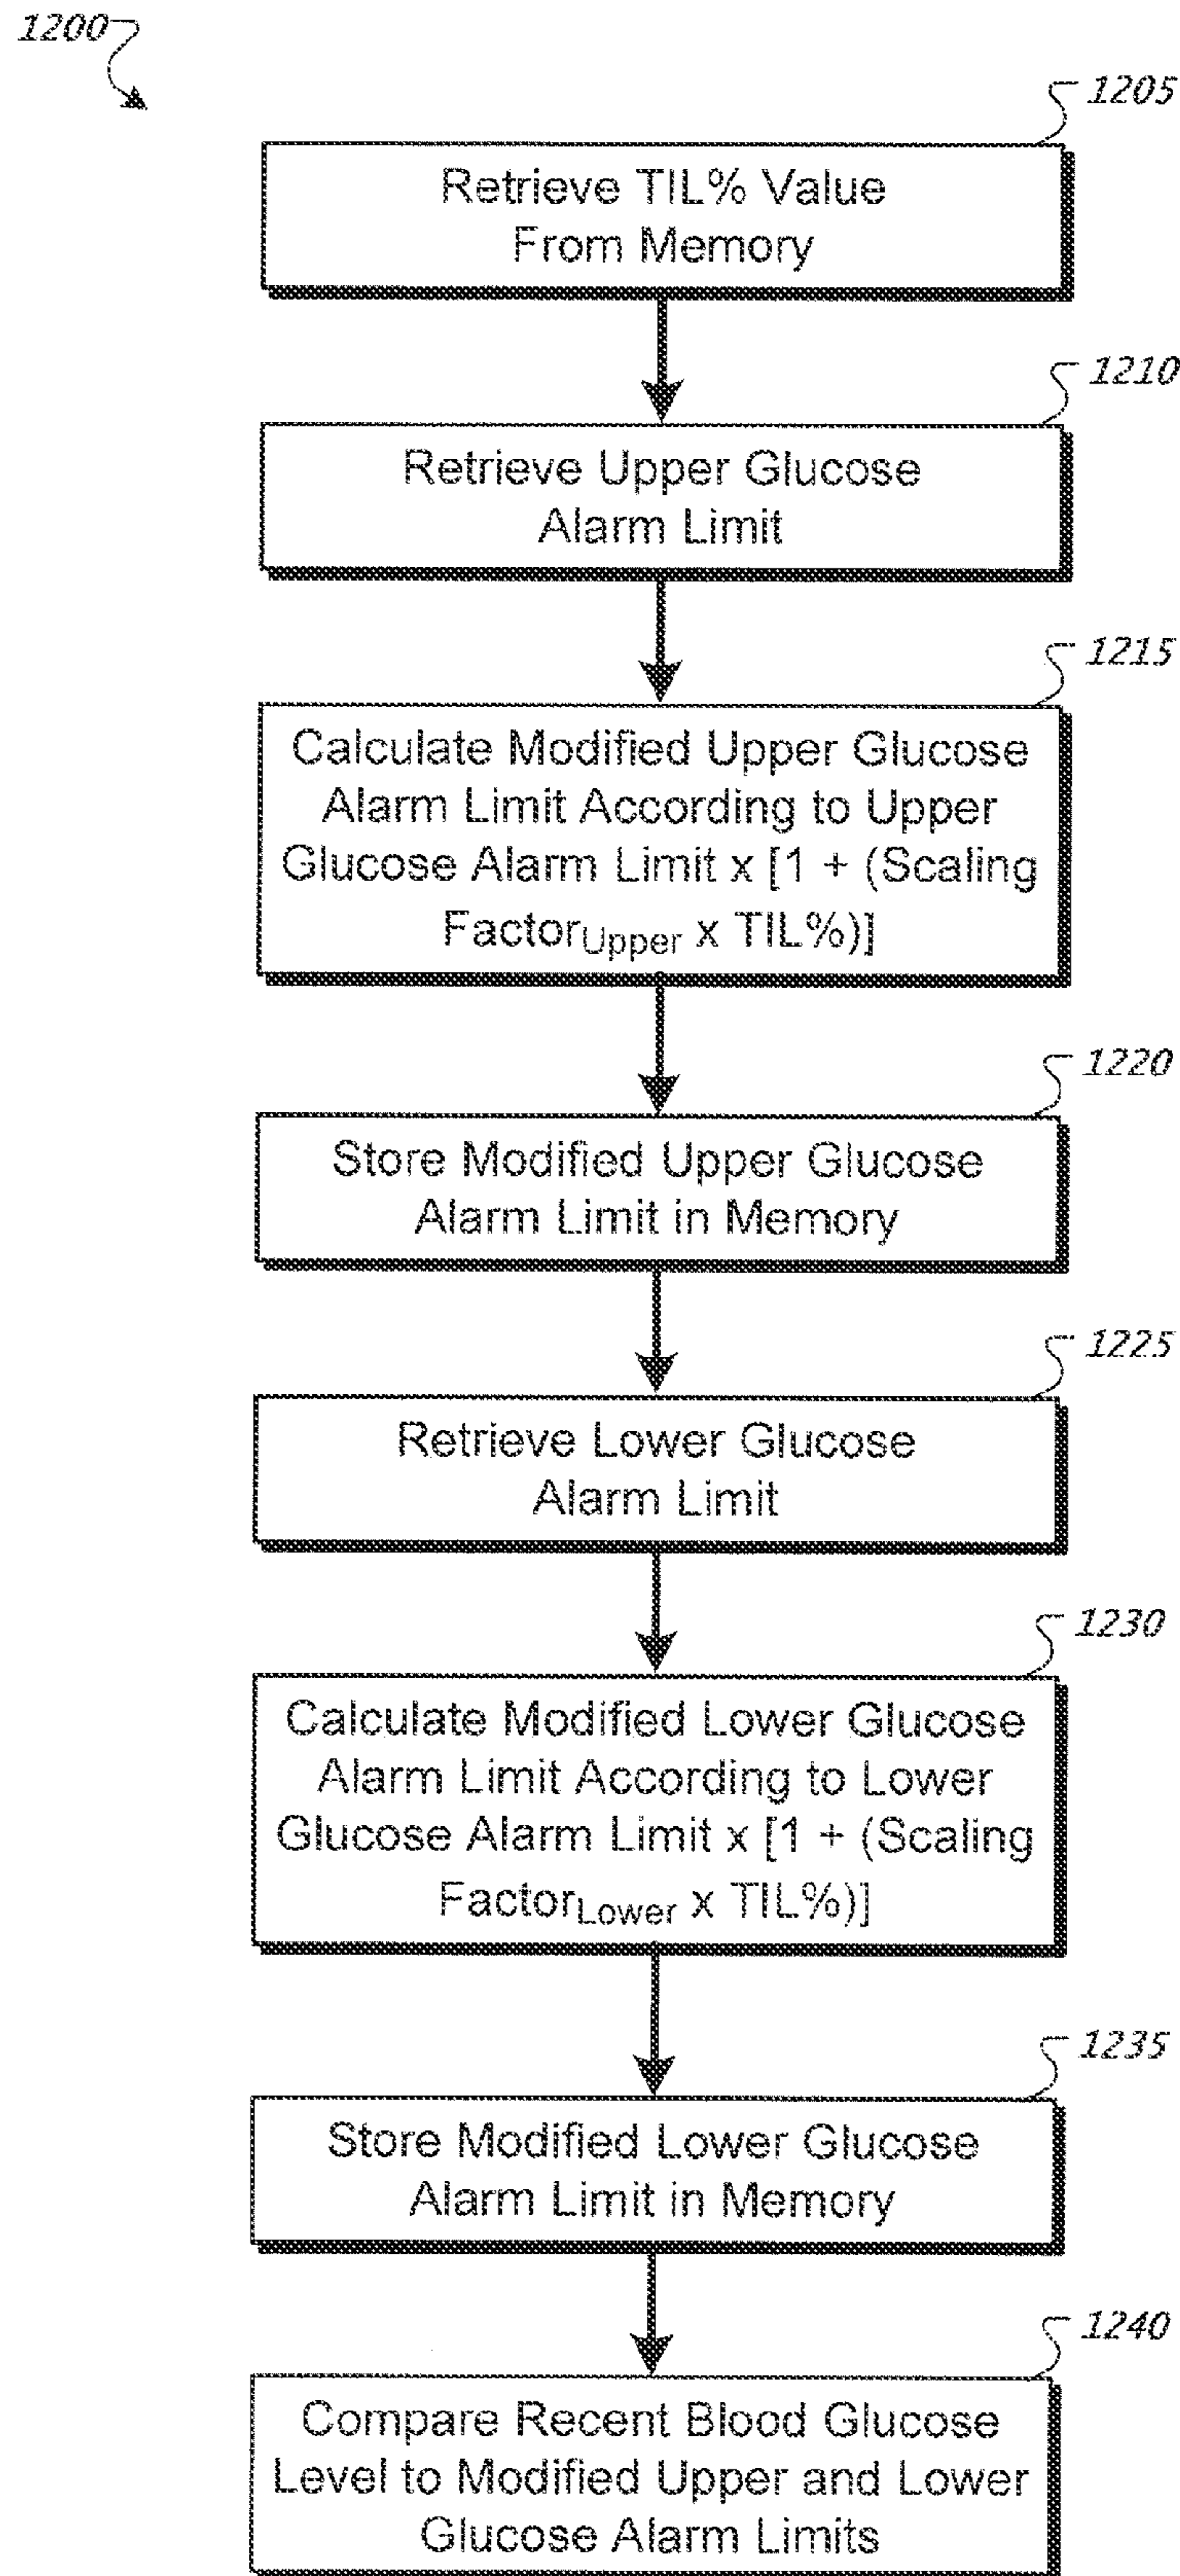 1200
1205
Retrieve TIL% Value
From Memory
1210
Retrieve Upper Glucose
Alarm Limit
1215
Calculate Modified Upper Glucose
Alarm Limit According to Upper
Glucose Alarm Limit x [1 + (Scaling
Factor_Upper x TIL%)]
1220
Store Modified Upper Glucose
Alarm Limit in Memory
1225
Retrieve Lower Glucose
Alarm Limit
1230
Calculate Modified Lower Glucose
Alarm Limit According to Lower
Glucose Alarm Limit x [1 + (Scaling
Factor_Lower x TIL%)]
1235
Store Modified Lower Glucose
Alarm Limit in Memory
1240
Compare Recent Blood Glucose
Level to Modified Upper and Lower
Glucose Alarm Limits